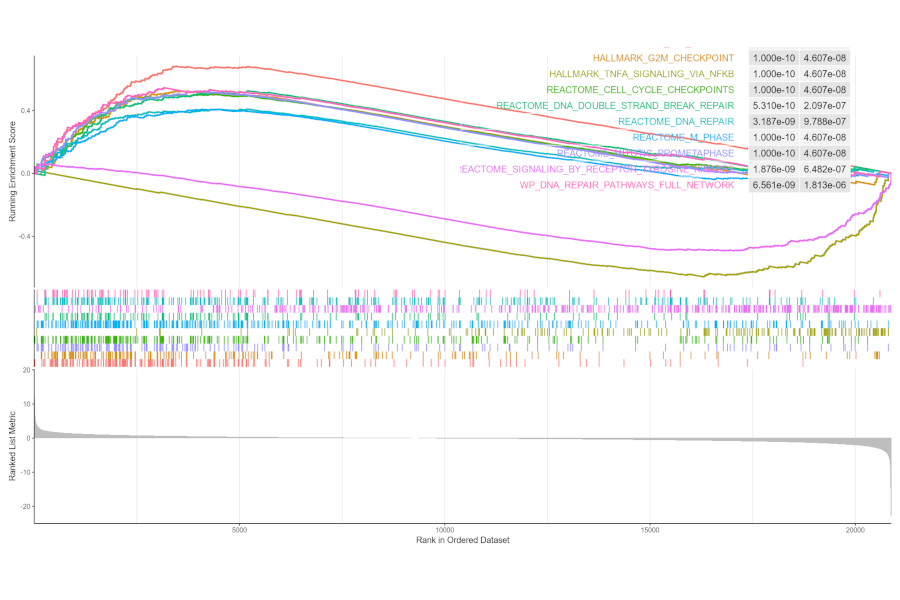 HALLMARK_G2M_CHECKPOINT 1.000e-10 4.607e-08
HALLMARK_TNFA_SIGNALING_VIA_NFKB 1.000e-10 4.607e-08
REACTOME_CELL_CYCLE_CHECKPOINTS 1.000e-10 4.607e-08
REACTOME_DNA_DOUBLE_STRAND_BREAK_REPAIR 5.310e-10 2.097e-07
REACTOME_DNA_REPAIR 3.187e-09 9.788e-07
REACTOME_M_PHASE 1.000e-10 4.607e-08
REACTOME_MITOTIC_PROMETAPHASE 1.000e-10 4.607e-08
1.876e-09 6.482e-07
WP_DNA_REPAIR_PATHWAYS_FULL_NETWORK 6.561e-09 1.813e-06
Running Enrichment Score
0.4
0.0
-0.4
Ranked List Metric
20
10
0
-10
-20
5000 10000 15000 20000
Rank in Ordered Dataset